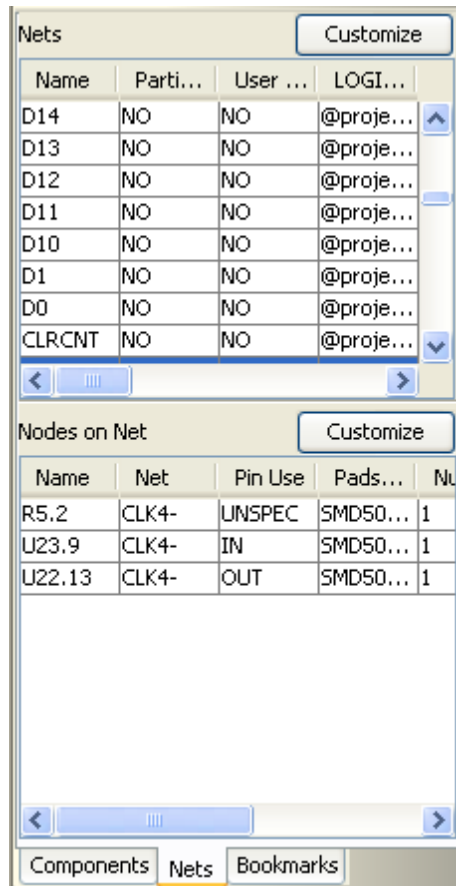 Nets Customize
Name Parti... User ... LOGI...
D14 NO NO @proje...
D13 NO NO @proje...
D12 NO NO @proje...
D11 NO NO @proje...
D10 NO NO @proje...
D1 NO NO @proje...
D0 NO NO @proje...
CLRCNT NO NO @proje...
Nodes on Net Customize
Name Net Pin Use Pads... Nu
R5.2 CLK4- UNSPEC SMD50... 1
U23.9 CLK4- IN SMD50... 1
U22.13 CLK4- OUT SMD50... 1
Components Nets Bookmarks